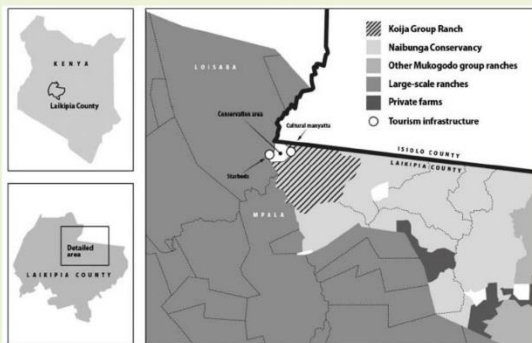 KENYA
Laikipia County
Detailed
area
LAIKIPIA COUNTY
LOISABA
Conservation area
Cultural manyatta
Starbeds
MPALA
ISIOLO COUNTY
LAIKIPIA COUNTY
Koija Group Ranch
Naibunga Conservancy
Other Mukogodo group ranches
Large-scale ranches
Private farms
Tourism infrastructure